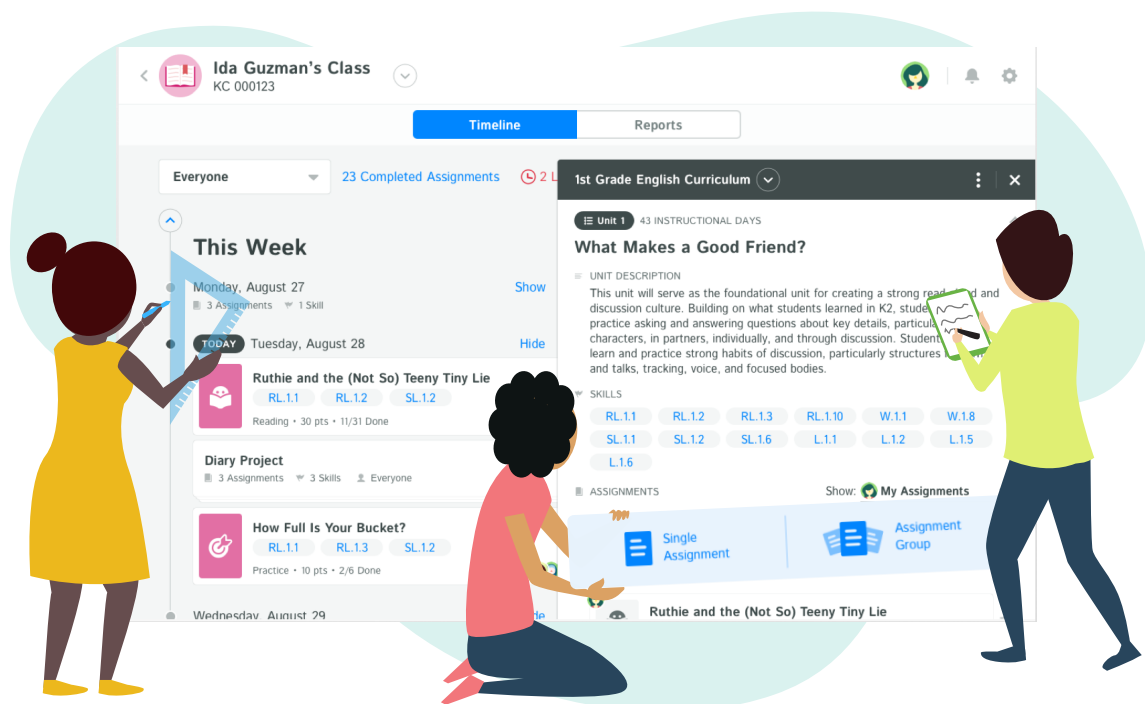 Ida Guzman's Class
KC 000123
Timeline
Reports
Everyone
23 Completed Assignments
2 L
This Week
Monday, August 27
Show
3 Assignments
1 Skill
TODAY
Tuesday, August 28
Hide
Ruthie and the (Not So) Teeny Tiny Lie
RL.1.1 RL.1.2 SL.1.2
Reading • 30 pts • 11/31 Done
Diary Project
3 Assignments 3 Skills Everyone
How Full Is Your Bucket?
RL.1.1 RL.1.3 SL.1.2
Practice • 10 pts • 2/6 Done
Wednesday, August 29
1st Grade English Curriculum
Unit 1
43 INSTRUCTIONAL DAYS
What Makes a Good Friend?
UNIT DESCRIPTION
This unit will serve as the foundational unit for creating a strong read and
discussion culture. Building on what students learned in K2,
practice asking and answering questions about key details,
characters, in partners, individually, and through discussion. Student
learn and practice strong habits of discussion, particularly structures
and talks, tracking, voice, and focused bodies.
SKILLS
RL.1.1 RL.1.2 RL.1.3 RL.1.10 W.1.1 W.1.8
SL.1.1 SL.1.2 SL.1.6 L.1.1 L.1.2 L.1.5
L.1.6
ASSIGNMENTS
Show: My Assignments
Single
Assignment
Assignment
Group
Ruthie and the (Not So) Teeny Tiny Lie